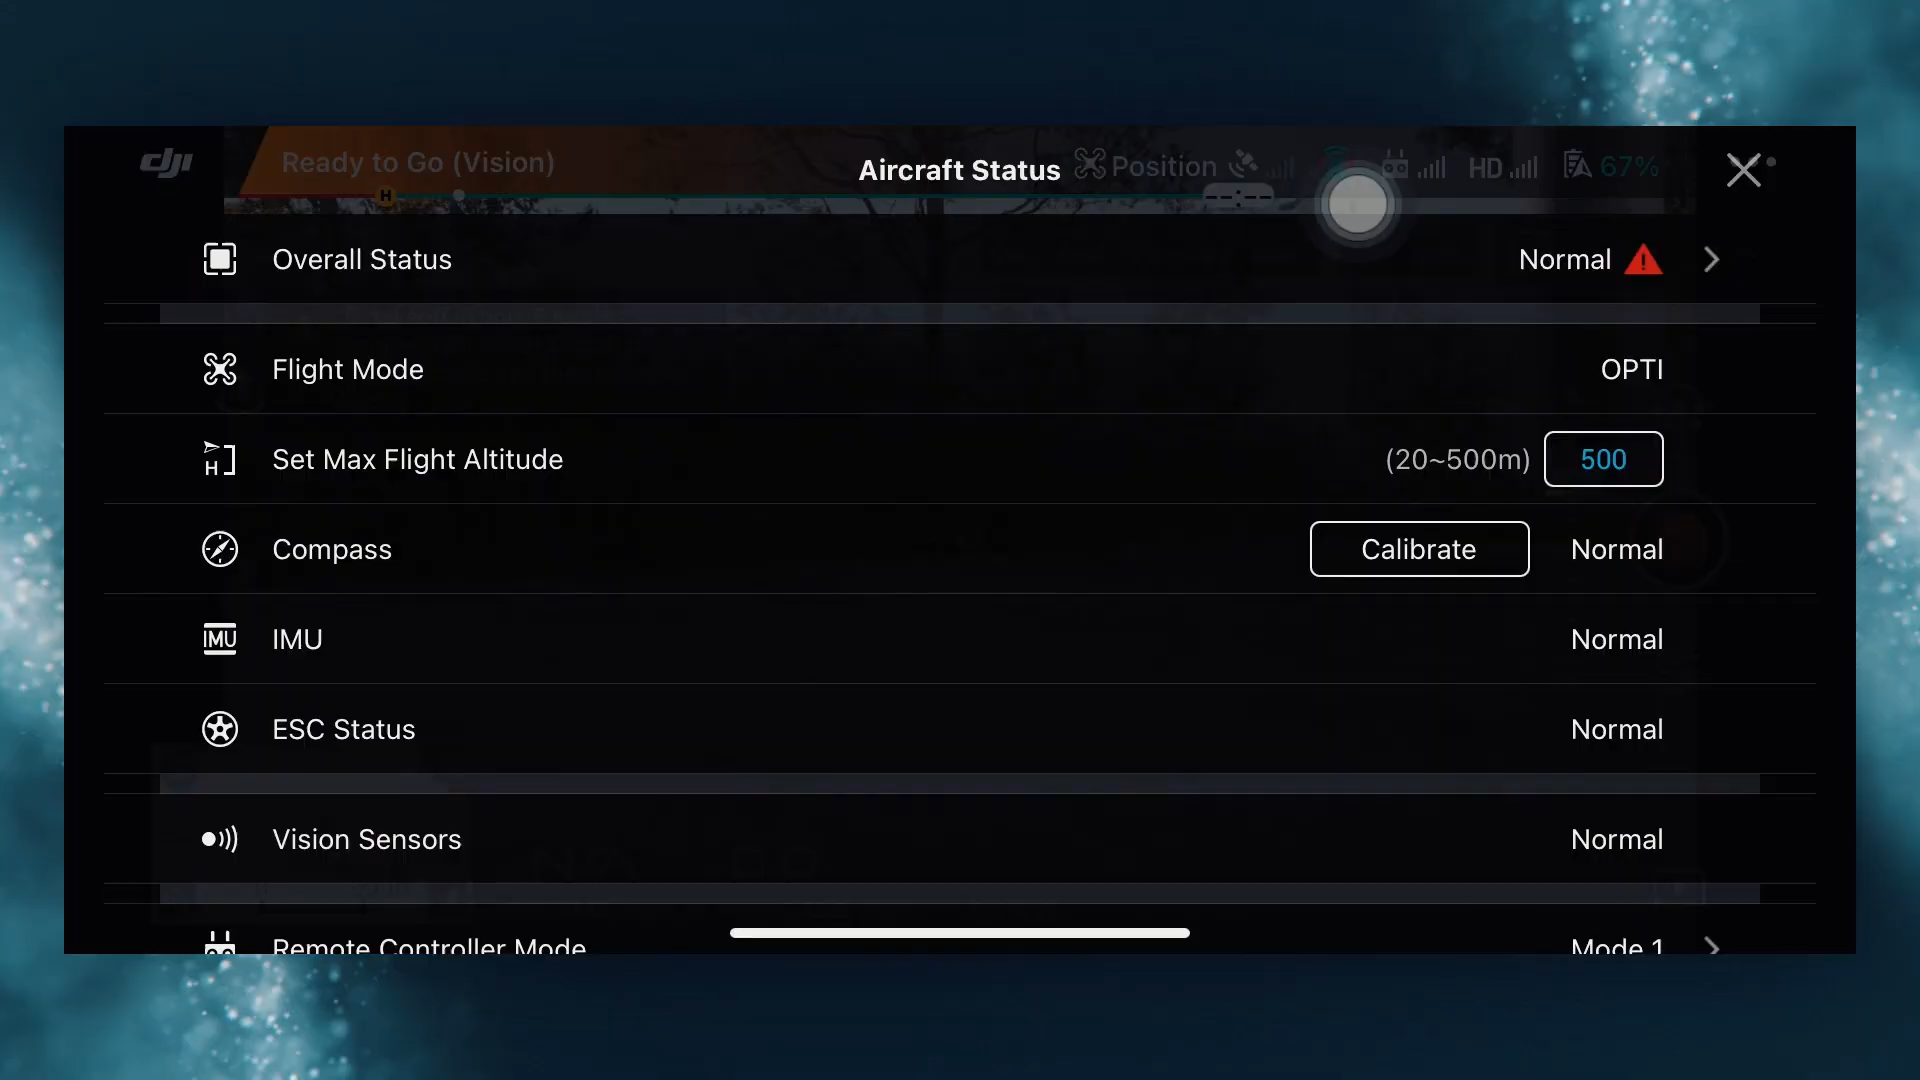 dji
Ready to Go (Vision)
Aircraft Status
Position
HD
67%
H
Overall Status
Normal
Flight Mode
OPTI
H
Set Max Flight Altitude
(20~500m)
500
Compass
Calibrate
Normal
IMU
IMU
Normal
ESC Status
Normal
Vision Sensors
Normal
N/A
0.0
Remote Controller Mode
Mode 1